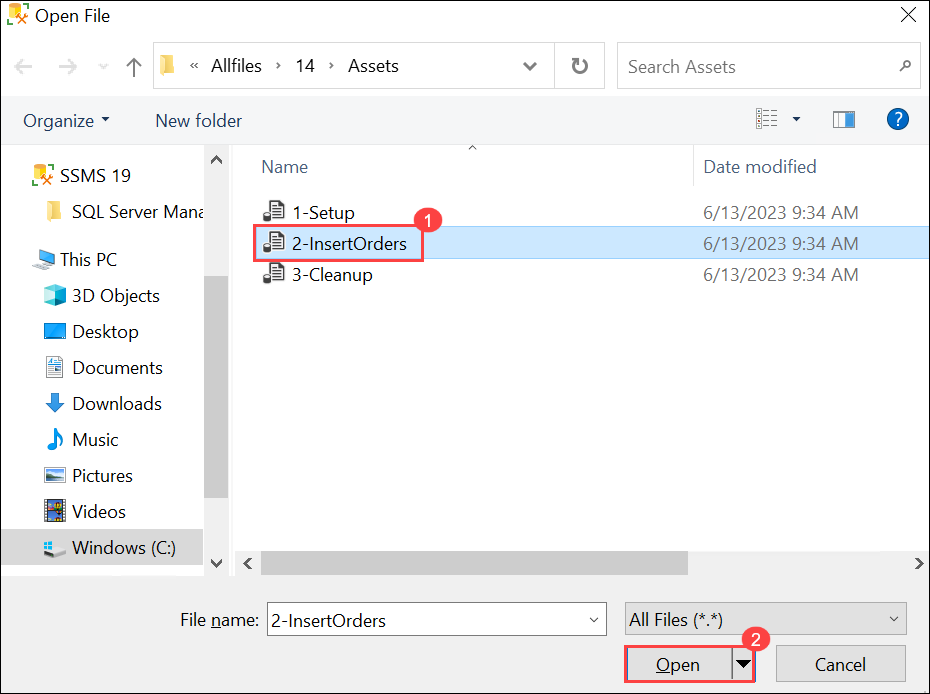 Open File
« Allfiles › 14 › Assets
Search Assets
Organize
New folder
?
Name
Date modified
SSMS 19
SQL Server Mana
This PC
3D Objects
Desktop
Documents
Downloads
Music
Pictures
Videos
Windows (C:)
1-Setup 6/13/2023 9:34 AM
1
2-InsertOrders 6/13/2023 9:34 AM
3-Cleanup 6/13/2023 9:34 AM
File name: 2-InsertOrders
All Files (*.*)
2
Open
Cancel